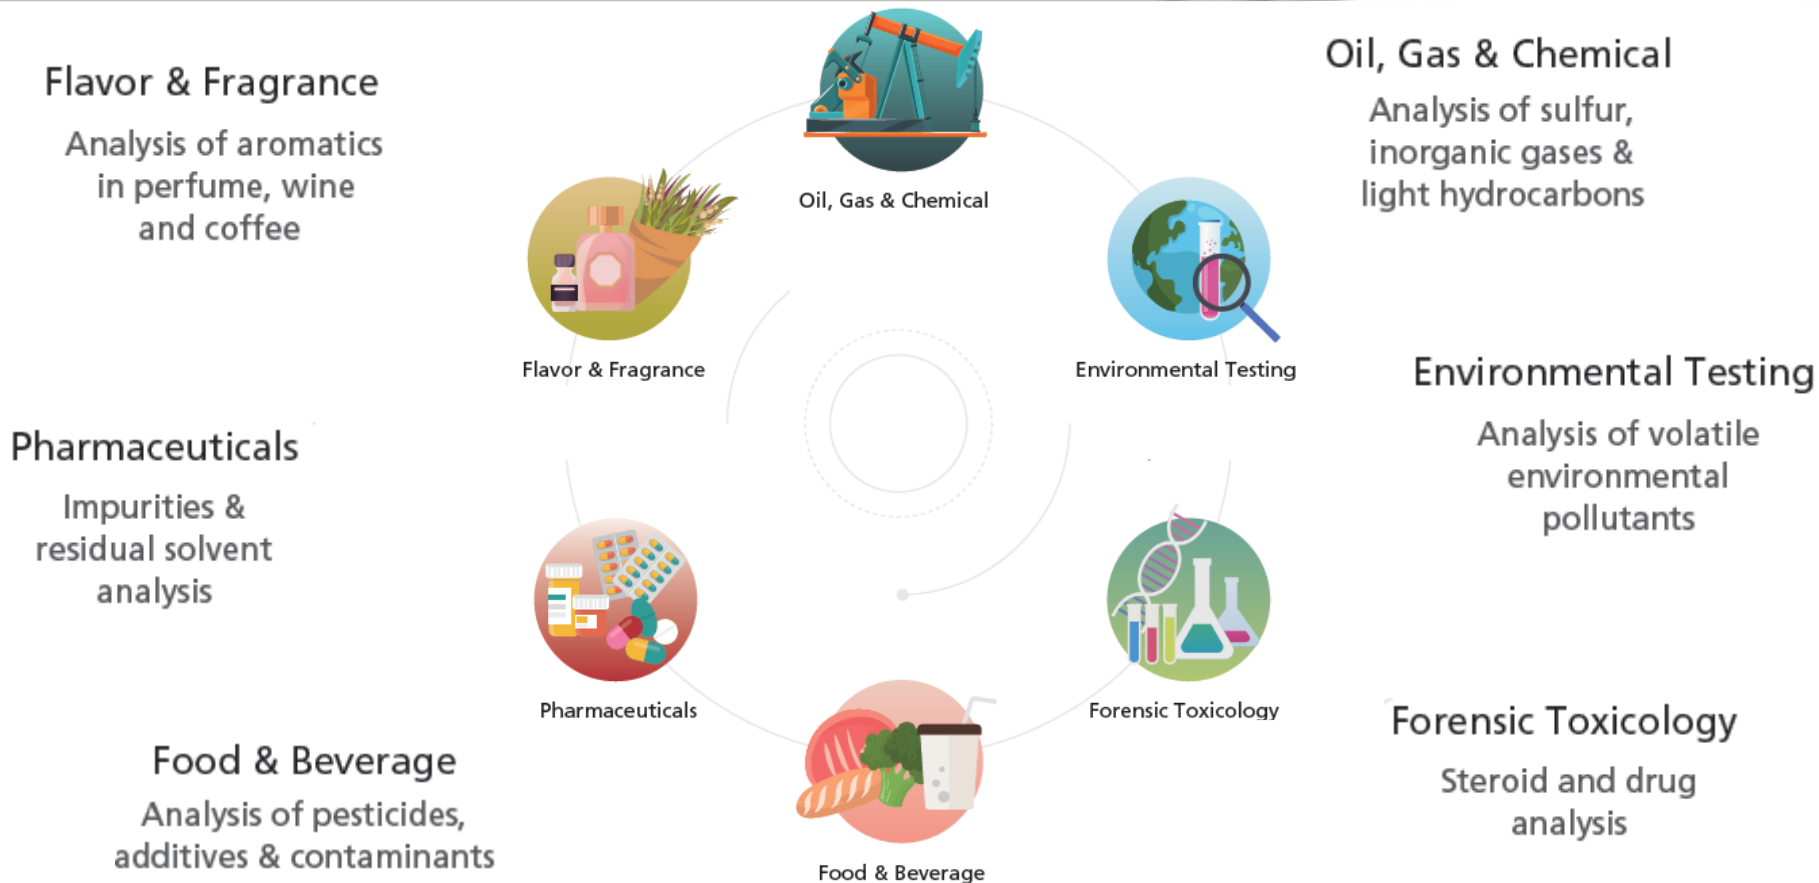 Flavor & Fragrance
Analysis of aromatics
in perfume, wine
and coffee
Pharmaceuticals
Impurities &
residual solvent
analysis
Food & Beverage
Analysis of pesticides,
additives & contaminants
Oil, Gas & Chemical
Flavor & Fragrance
Environmental Testing
Pharmaceuticals
Forensic Toxicology
Food & Beverage
Oil, Gas & Chemical
Analysis of sulfur,
inorganic gases &
light hydrocarbons
Environmental Testing
Analysis of volatile
environmental
pollutants
Forensic Toxicology
Steroid and drug
analysis